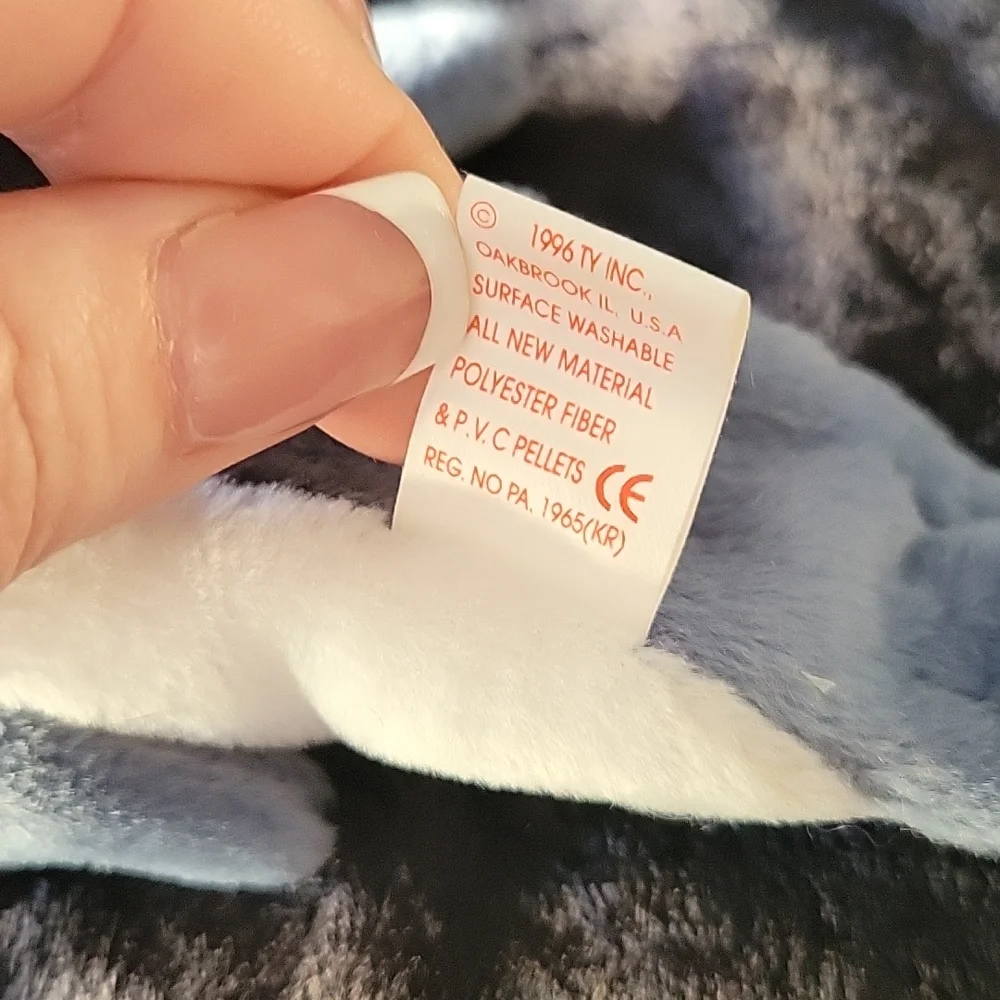 © 1996 TY INC.,
OAKBROOK IL. U.S.A
SURFACE WASHABLE
ALL NEW MATERIAL
POLYESTER FIBER
& P.V.C PELLETS CE
REG. NO PA. 1965(KR)